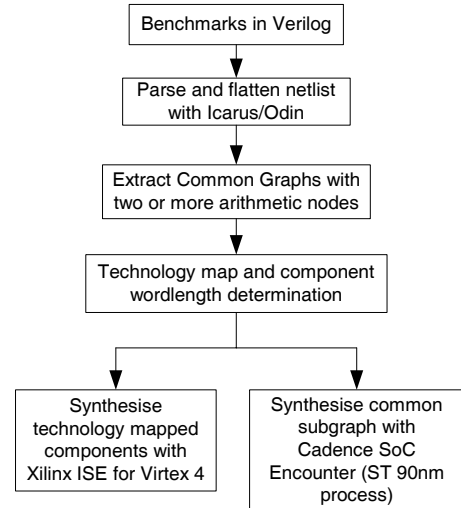 Benchmarks in Verilog
Parse and flatten netlist
with Icarus/Odin
Extract Common Graphs with
two or more arithmetic nodes
Technology map and component
wordlength determination
Synthesise
technology mapped
components with
Xilinx ISE for Virtex 4
Synthesise common
subgraph with
Cadence SoC
Encounter (ST 90nm
process)